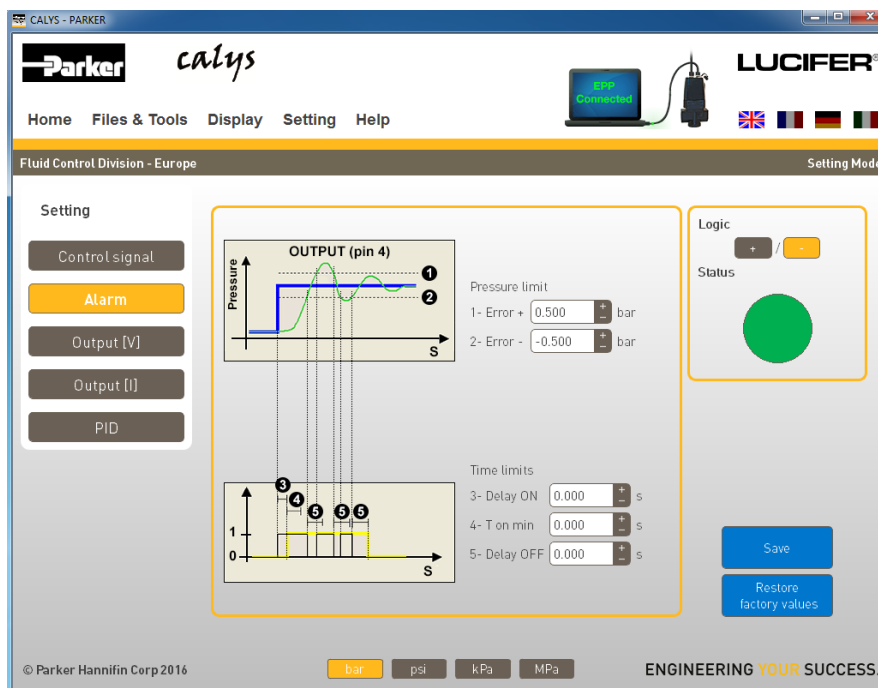 CALYS - PARKER
Parker
calys
EPP
Connected
LUCIFER®
Home Files & Tools Display Setting Help
Fluid Control Division - Europe
Setting Mode
Setting
Control signal
Alarm
Output [V]
Output [I]
PID
OUTPUT (pin 4)
Pressure
1
2
S
Pressure limit
1- Error + 0.500 + − bar
2- Error - -0.500 + − bar
3
4
5 5 5
1
0
S
Time limits
3- Delay ON 0.000 + − s
4- T on min 0.000 + − s
5- Delay OFF 0.000 + − s
Logic
+ / -
Status
Save
Restore
factory values
© Parker Hannifin Corp 2016
bar psi kPa MPa
ENGINEERING YOUR SUCCESS.